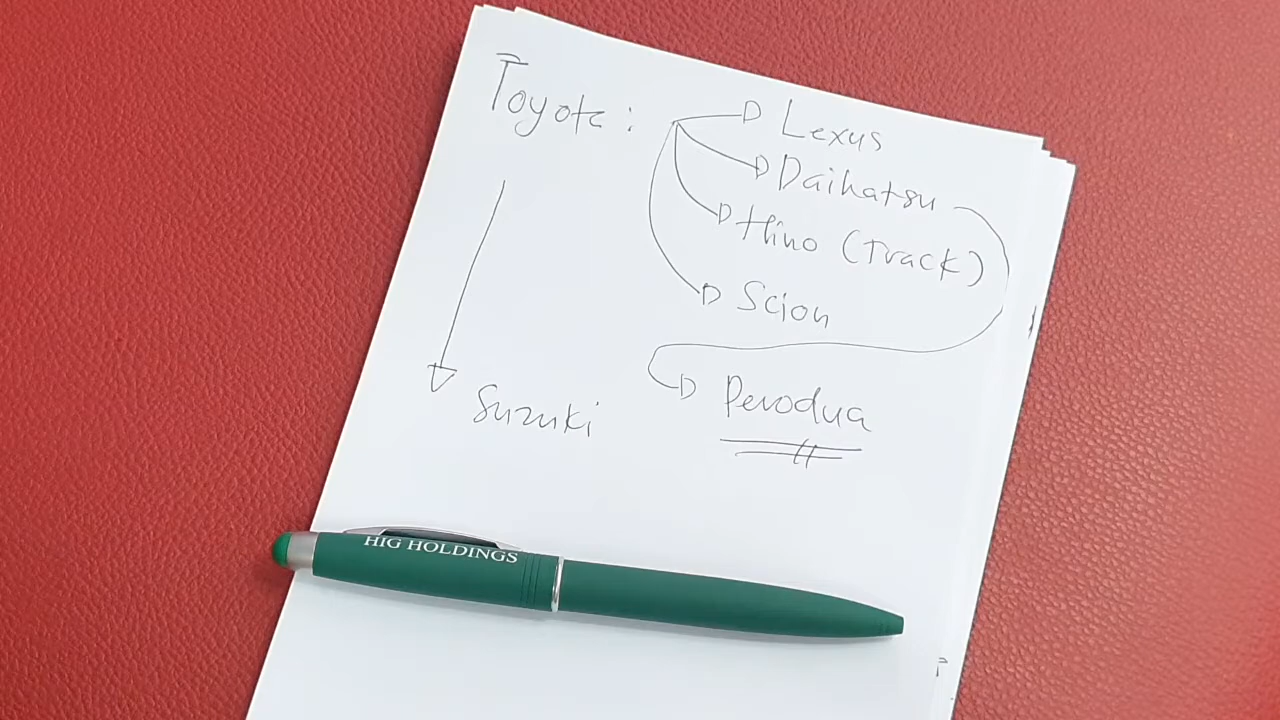 Toyota :
Lexus
Daihatsu
Hino (Track)
Scion
Suzuki
Perodua
HIG HOLDINGS